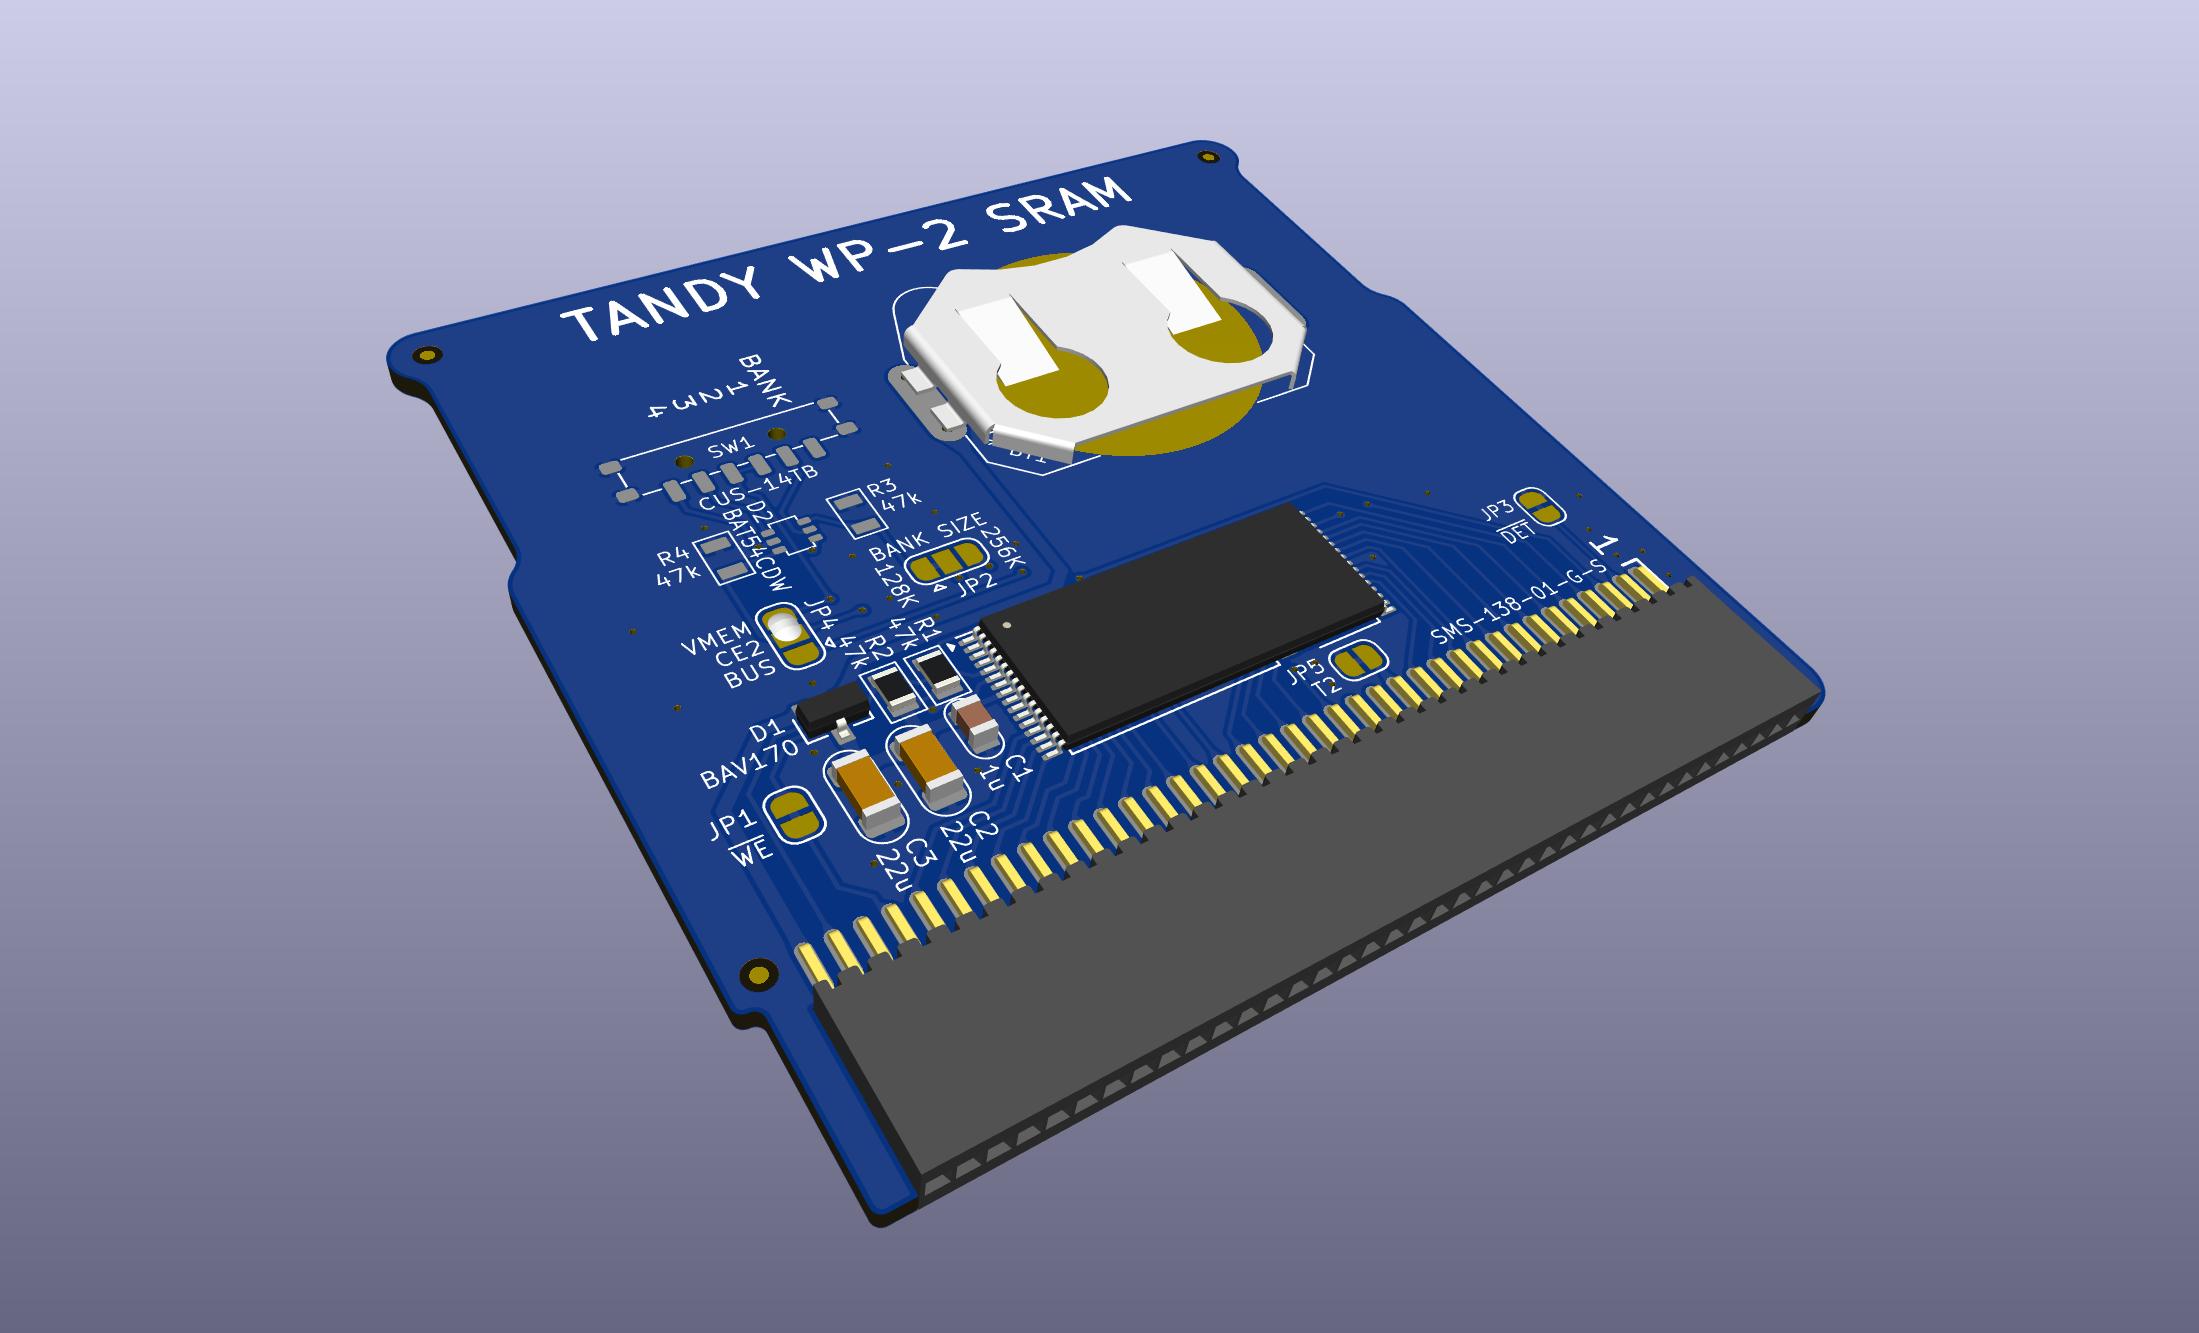 TANDY WP-2 SRAM
BANK
1 2 3 4
SW1
CUS-14TB
D2
BAT54CDW
R3
47k
R4
47k
BANK SIZE
128K
256K
JP2
JP4
VMEM
CE2
BUS
R2
47k
R1
47k
D1
BAV170
JP1
WE
C1
1u
C2
22u
C3
22u
JP5
T2
JP3
DET
1
SMS-138-01-G-S